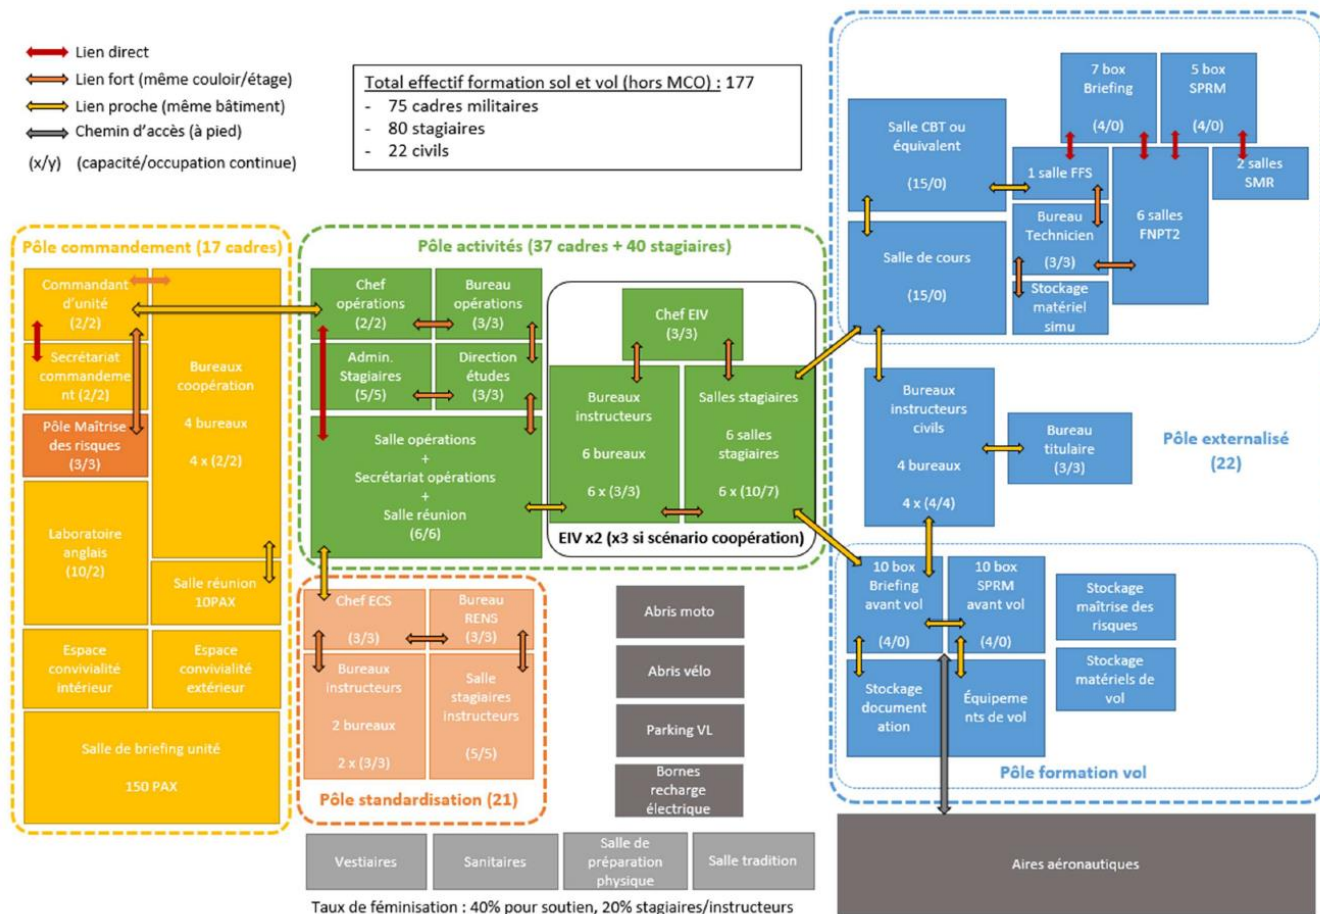 Lien direct
Lien fort (même couloir/étage)
Lien proche (même bâtiment)
Chemin d'accès (à pied)
(x/y) (capacité/occupation continue)
Total effectif formation sol et vol (hors MCO) : 177
- 75 cadres militaires
- 80 stagiaires
- 22 civils
Pôle commandement (17 cadres)
Commandant
d'unité
(2/2)
Secrétariat
commandeme
nt (2/2)
Pôle Maîtrise
des risques
(3/3)
Bureaux
coopération
4 bureaux
4 x (2/2)
Laboratoire
anglais
(10/2)
Salle réunion
10PAX
Espace
convivialité
intérieur
Espace
convivialité
extérieur
Salle de briefing unité
150 PAX
Pôle activités (37 cadres + 40 stagiaires)
Chef
opérations
(2/2)
Bureau
opérations
(3/3)
Admin.
Stagiaires
(5/5)
Direction
études
(3/3)
Salle opérations
+
Secrétariat opérations
+
Salle réunion
(6/6)
Chef EIV
(3/3)
Bureaux
instructeurs
6 bureaux
6 x (3/3)
Salles stagiaires
6 salles
stagiaires
6 x (10/7)
EIV x2 (x3 si scénario coopération)
Chef ECS
(3/3)
Bureau
RENS
(3/3)
Bureaux
instructeurs
2 bureaux
2 x (3/3)
Salle
stagiaires
instructeurs
(5/5)
Pôle standardisation (21)
Abris moto
Abris vélo
Parking VL
Bornes
recharge
électrique
Vestiaires
Sanitaires
Salle de
préparation
physique
Salle tradition
Taux de féminisation : 40% pour soutien, 20% stagiaires/instructeurs
7 box
Briefing
(4/0)
5 box
SPRM
(4/0)
Salle CBT ou
équivalent
(15/0)
1 salle FFS
2 salles
SMR
Bureau
Technicien
(3/3)
6 salles
FNPT2
Salle de cours
(15/0)
Stockage
matériel
simu
Bureaux
instructeurs
civils
4 bureaux
4 x (4/4)
Bureau
titulaire
(3/3)
Pôle externalisé
(22)
10 box
Briefing
avant vol
(4/0)
10 box
SPRM
avant vol
(4/0)
Stockage
maîtrise des
risques
Stockage
document
ation
Équipeme
nts de vol
Stockage
matériels de
vol
Pôle formation vol
Aires aéronautiques